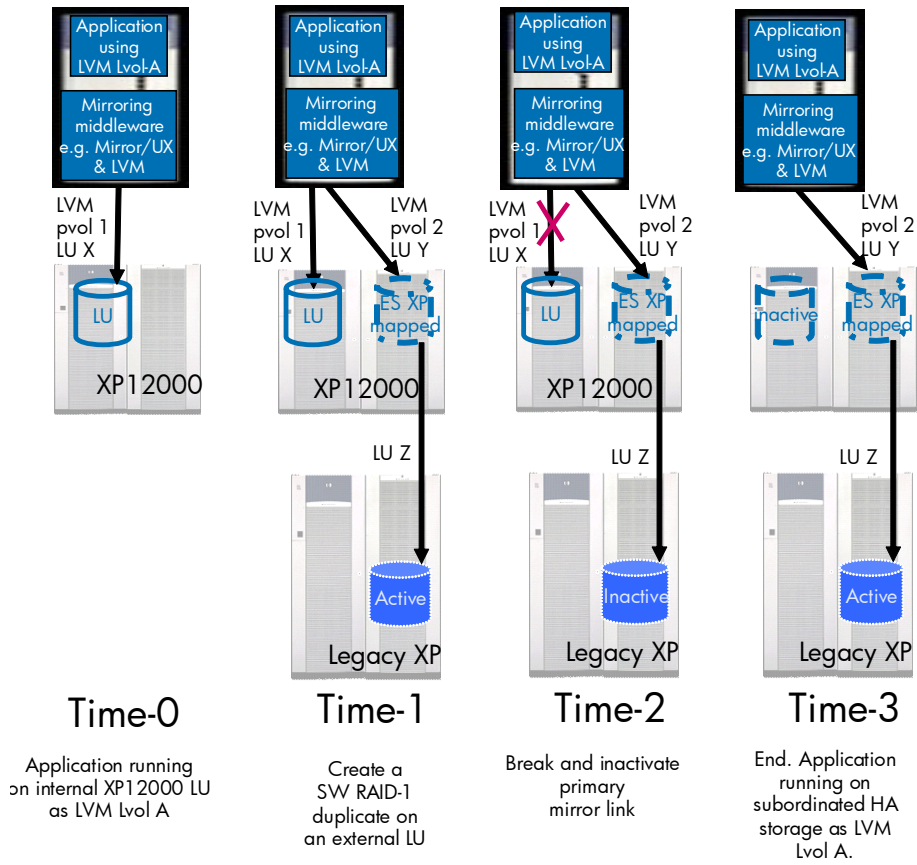 Application
using
LVM Lvol-A
Mirroring
middleware
e.g. Mirror/UX
& LVM
LVM
pvol 1
LU X
LU
XP12000
Time-0
Application running
on internal XP12000 LU
as LVM Lvol A
Application
using
LVM Lvol-A
Mirroring
middleware
e.g. Mirror/UX
& LVM
LVM
pvol 1
LU X
LVM
pvol 2
LU Y
LU
ES XP
mapped
XP12000
LU Z
Active
Legacy XP
Time-1
Create a
SW RAID-1
duplicate on
an external LU
Application
using
LVM Lvol-A
Mirroring
middleware
e.g. Mirror/UX
& LVM
LVM
pvol 1
LU X
LVM
pvol 2
LU Y
LU
ES XP
mapped
XP12000
LU Z
Inactive
Legacy XP
Time-2
Break and inactivate
primary
mirror link
Application
using
LVM Lvol-A
Mirroring
middleware
e.g. Mirror/UX
& LVM
LVM
pvol 2
LU Y
inactive
ES XP
mapped
LU Z
Active
Legacy XP
Time-3
End. Application
running on
subordinated HA
storage as LVM
Lvol A.